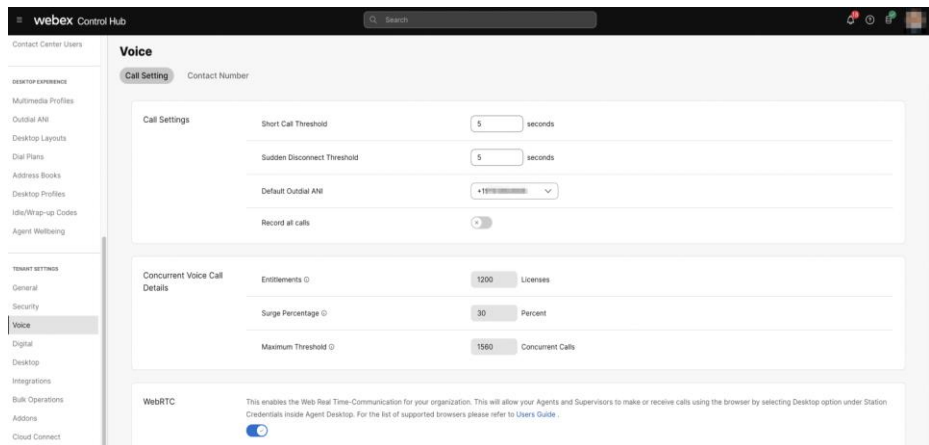 webex Control Hub
Search
Contact Center Users
DESKTOP EXPERIENCE
Multimedia Profiles
Outdial ANI
Desktop Layouts
Dial Plans
Address Books
Desktop Profiles
Idle/Wrap-up Codes
Agent Wellbeing
TENANT SETTINGS
General
Security
Voice
Digital
Desktop
Integrations
Bulk Operations
Addons
Cloud Connect
Voice
Call Setting Contact Number
Call Settings
Short Call Threshold 5 seconds
Sudden Disconnect Threshold 5 seconds
Default Outdial ANI
Record all calls
Concurrent Voice Call
Details
Entitlements 1200 Licenses
Surge Percentage 30 Percent
Maximum Threshold 1560 Concurrent Calls
WebRTC
This enables the Web Real Time-Communication for your organization. This will allow your Agents and Supervisors to make or receive calls using the browser by selecting Desktop option under Station
Credentials inside Agent Desktop. For the list of supported browsers please refer to Users Guide .